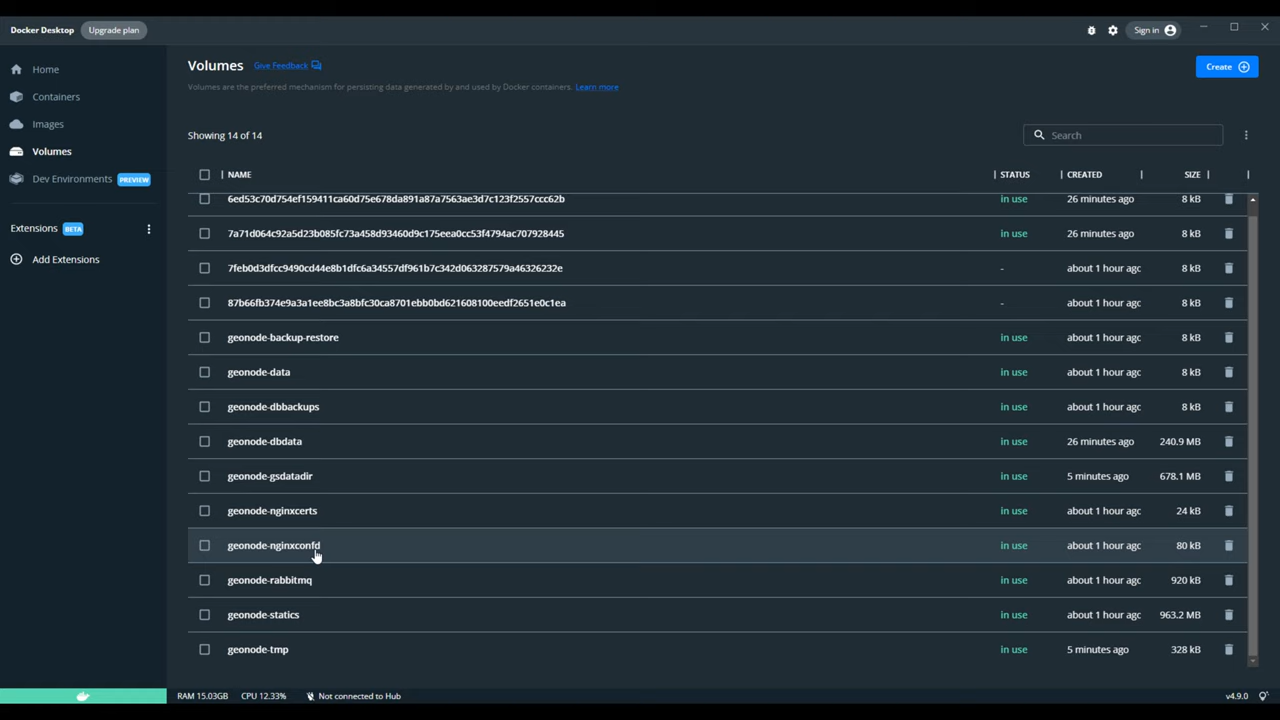 Docker Desktop Upgrade plan Sign in
Home
Containers
Images
Volumes
Dev Environments PREVIEW
Extensions BETA
Add Extensions
Volumes Give Feedback
Create
Volumes are the preferred mechanism for persisting data generated by and used by Docker containers. Learn more
Showing 14 of 14
Search
NAME STATUS CREATED SIZE
6ed53c70d754ef159411ca60d75e678da891a87a7563ae3d7c123f2557ccc62b in use 26 minutes ago 8 kB
7a71d064c92a5d23b085fc73a458d93460d9c175eea0cc53f4794ac707928445 in use 26 minutes ago 8 kB
7feb0d3dfcc9490cd44e8b1dfc6a34557df961b7c342d063287579a46326232e - about 1 hour agc 8 kB
87b66fb374e9a3a1ee8bc3a8bfc30ca8701ebb0bd621608100eedf2651e0c1ea - about 1 hour agc 8 kB
geonode-backup-restore in use about 1 hour agc 8 kB
geonode-data in use about 1 hour agc 8 kB
geonode-dbbackups in use about 1 hour agc 8 kB
geonode-dbdata in use 26 minutes ago 240.9 MB
geonode-gsdatadir in use 5 minutes ago 678.1 MB
geonode-nginxcerts in use about 1 hour agc 24 kB
geonode-nginxconfd in use about 1 hour agc 80 kB
geonode-rabbitmq in use about 1 hour agc 920 kB
geonode-statics in use about 1 hour agc 963.2 MB
geonode-tmp in use 5 minutes ago 328 kB
RAM 15.03GB CPU 12.33% Not connected to Hub v4.9.0